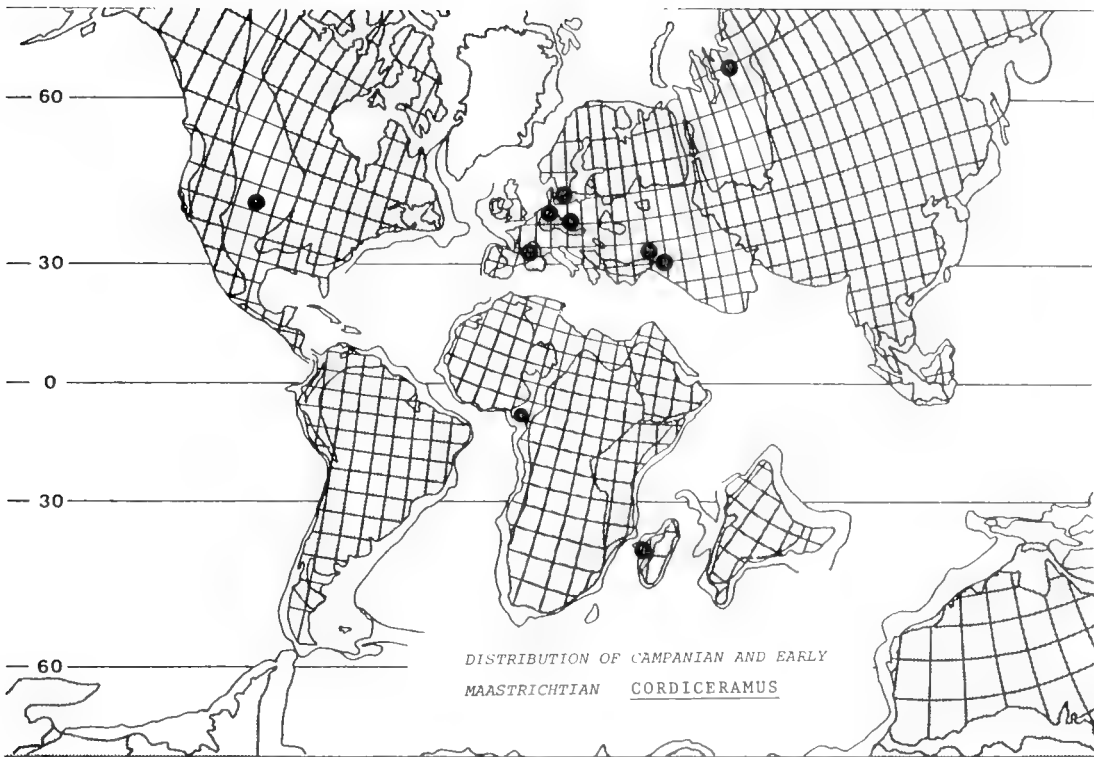 60
30
0
30
60
DISTRIBUTION OF CAMPANIAN AND EARLY
MAASTRICHTIAN CORDICERAMUS